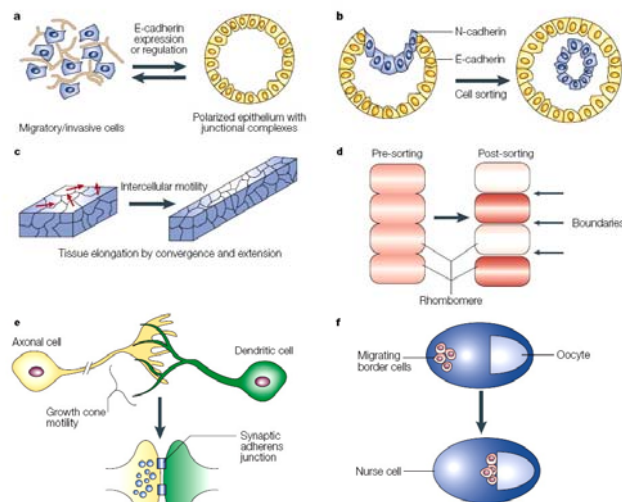 a
E-cadherin
expression
or regulation
Migratory/invasive cells
Polarized epithelium with
junctional complexes
b
N-cadherin
E-cadherin
Cell sorting
c
Intercellular motility
Tissue elongation by convergence and extension
d
Pre-sorting
Post-sorting
Boundaries
Rhombomere
e
Axonal cell
Dendritic cell
Growth cone
motility
Synaptic
adherens
junction
f
Migrating
border cells
Oocyte
Nurse cell